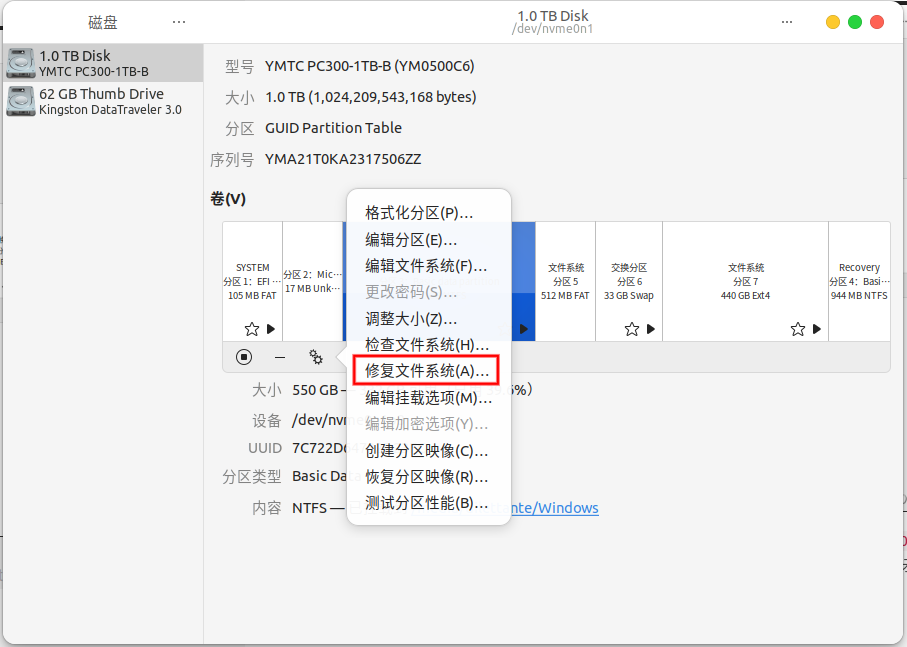 磁盘
1.0 TB Disk
/dev/nvme0n1
1.0 TB Disk
YMTC PC300-1TB-B
62 GB Thumb Drive
Kingston DataTraveler 3.0
型号 YMTC PC300-1TB-B (YM0500C6)
大小 1.0 TB (1,024,209,543,168 bytes)
分区 GUID Partition Table
序列号 YMA21T0KA2317506ZZ
卷(V)
SYSTEM
分区 1：EFI …
105 MB FAT
分区 2：Mic…
17 MB Unk…
文件系统
分区 5
512 MB FAT
交换分区
分区 6
33 GB Swap
文件系统
分区 7
440 GB Ext4
Recovery
分区 4：Basi…
944 MB NTFS
格式化分区(P)…
编辑分区(E)…
编辑文件系统(F)…
更改密码(S)…
调整大小(Z)…
检查文件系统(H)…
修复文件系统(A)…
编辑挂载选项(M)…
编辑加密选项(Y)…
创建分区映像(C)…
恢复分区映像(R)…
测试分区性能(B)…
大小 550 GB — %）
设备 /dev/nvme
UUID 7C722D6
分区类型 Basic Da
内容 NTFS — nte/Windows